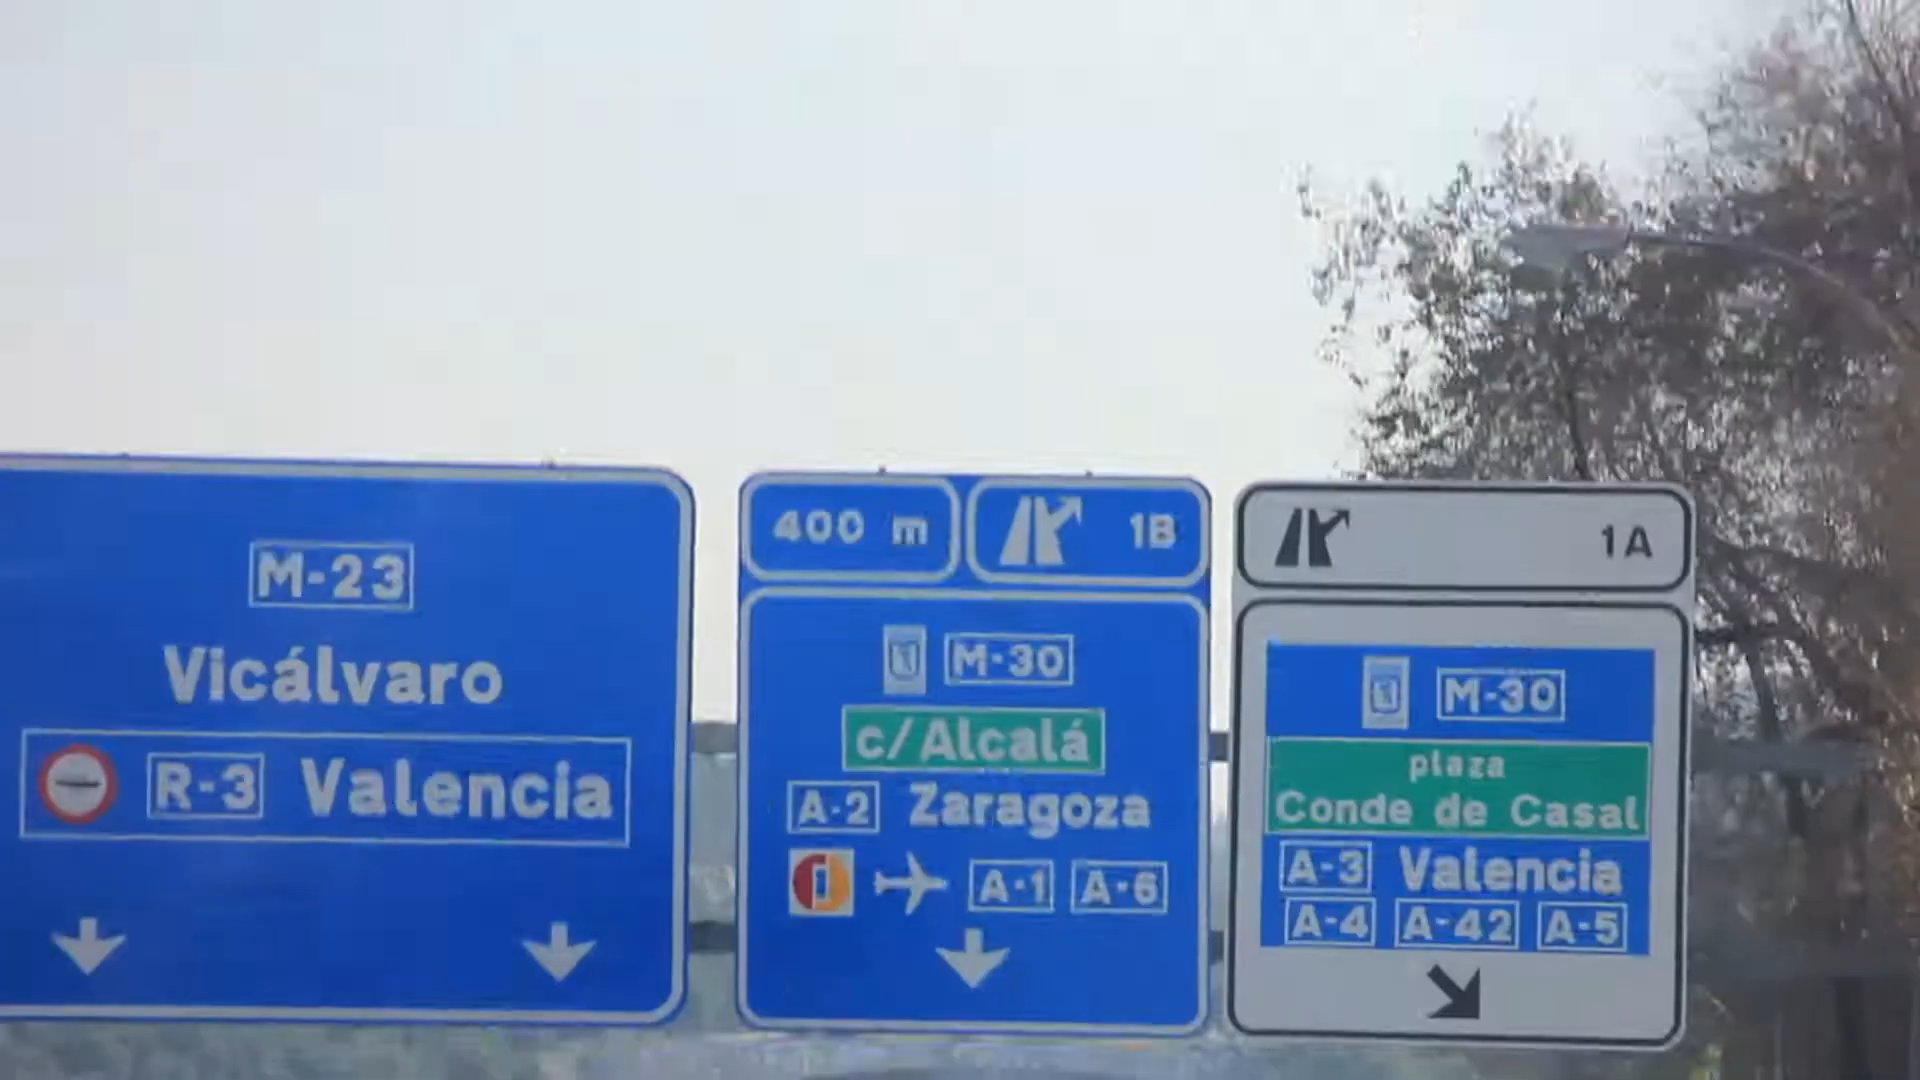 M-23
Vicálvaro
R-3 Valencia
400 m 1B
M-30
c/Alcalá
A-2 Zaragoza
A-1 A-6
1A
M-30
plaza
Conde de Casal
A-3 Valencia
A-4 A-42 A-5